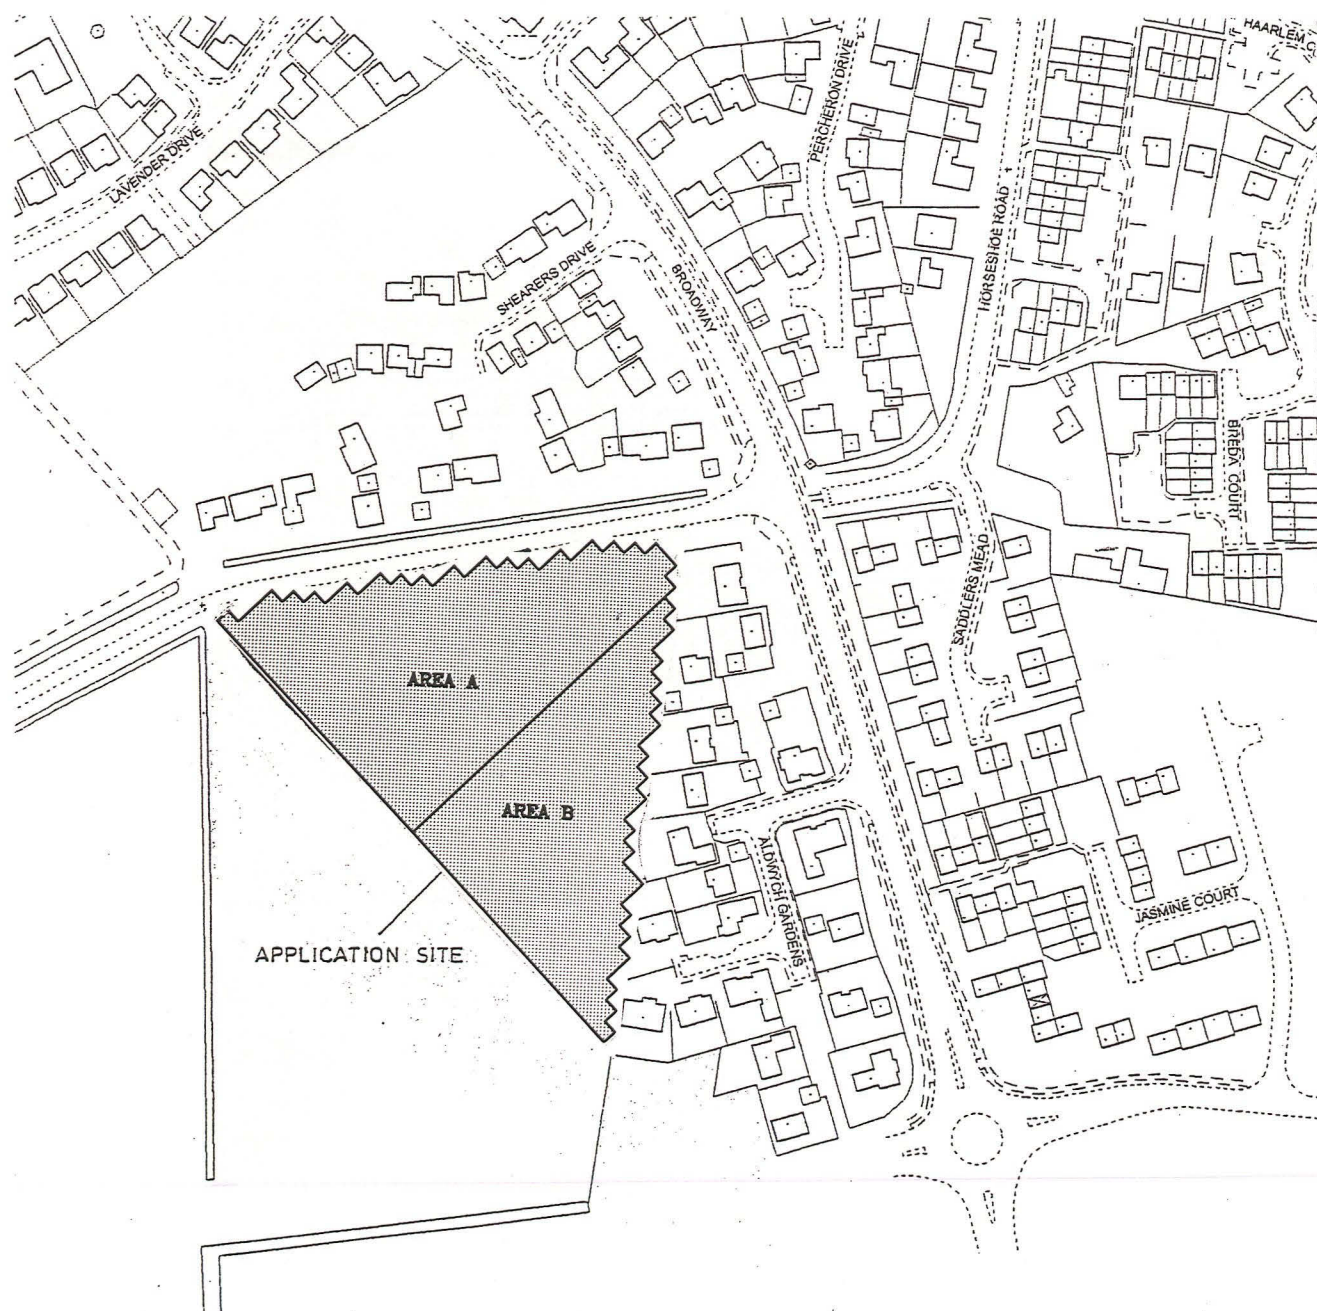 HAARLEM C
PERCHERON DRIVE
LAVENDER DRIVE
HORSESHOE ROAD
SHEARERS DRIVE
BROADWAY
BREDA COURT
SADDLERS MEAD
AREA A
AREA B
ALDWYCH GARDENS
JASMINE COURT
APPLICATION SITE